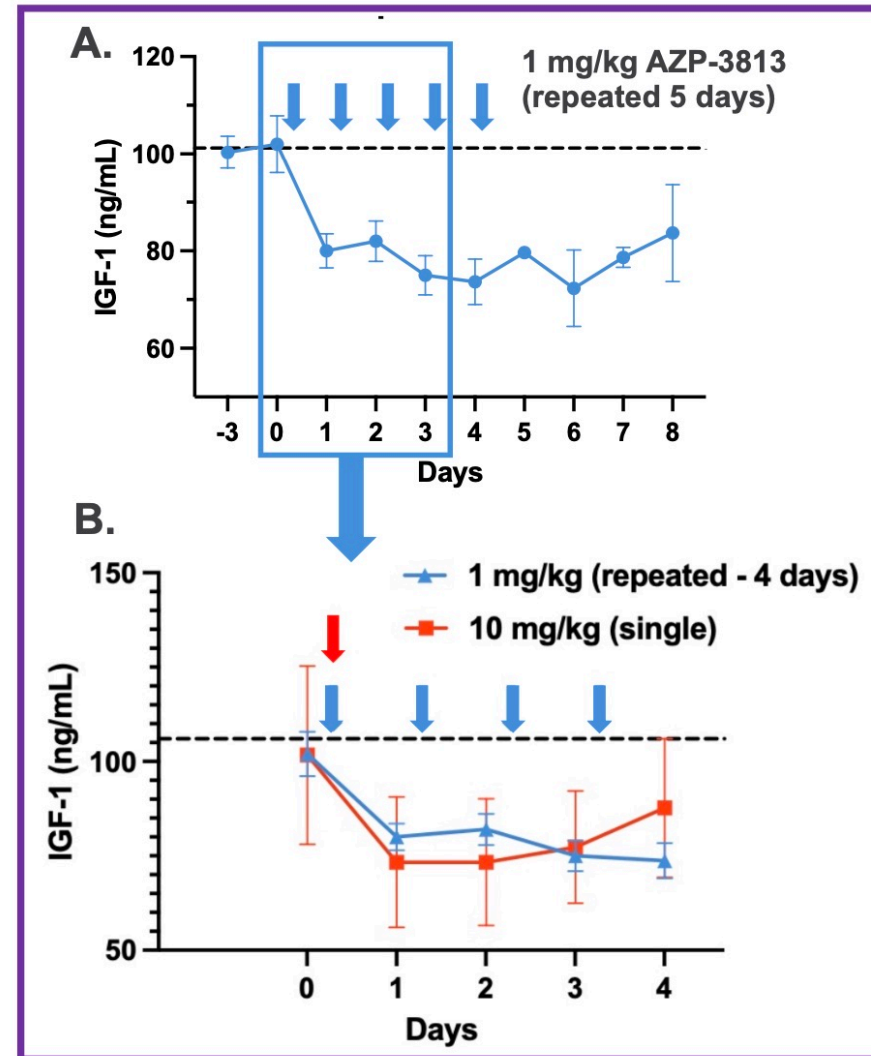 A.
1 mg/kg AZP-3813
(repeated 5 days)
IGF-1 (ng/mL)
120
100
80
60
-3 0 1 2 3 4 5 6 7 8
Days
B.
1 mg/kg (repeated - 4 days)
10 mg/kg (single)
IGF-1 (ng/mL)
150
100
50
0 1 2 3 4
Days